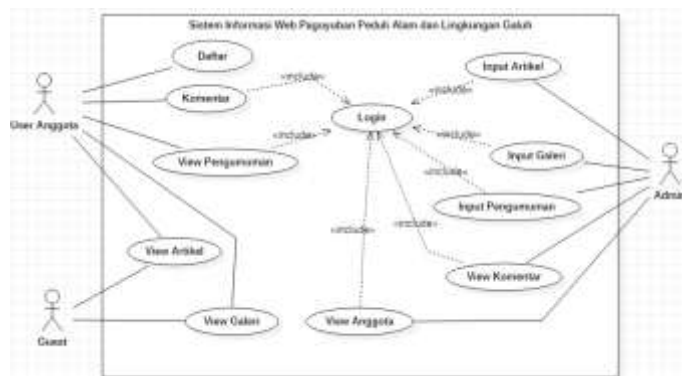 Sistem Informasi Web Paguyuban Peduli Alam dan Lingkungan Galuh
Daftar
Input Artikel
«include»
«include»
Komentar
Login
User Anggota
«include»
«include»
View Pengumuman
Input Galeri
«include»
Input Pengumuman
Admin
«include»
«include»
View Artikel
View Komentar
View Galeri
View Anggota
Guest